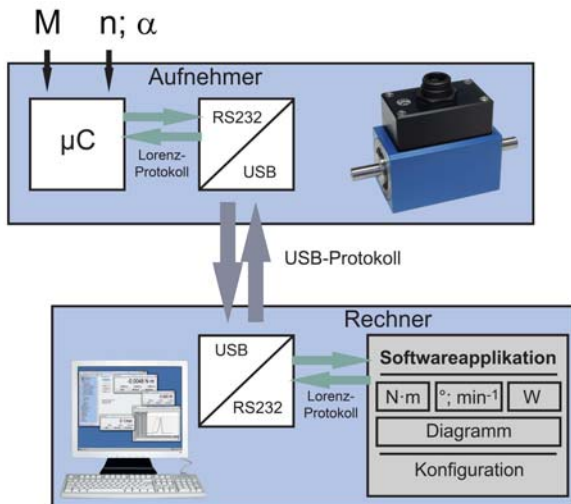 M n; α
Aufnehmer
µC
RS232
USB
Lorenz-
Protokoll
USB-Protokoll
Rechner
USB
RS232
Lorenz-
Protokoll
Softwareapplikation
N·m
°; min⁻¹
W
Diagramm
Konfiguration